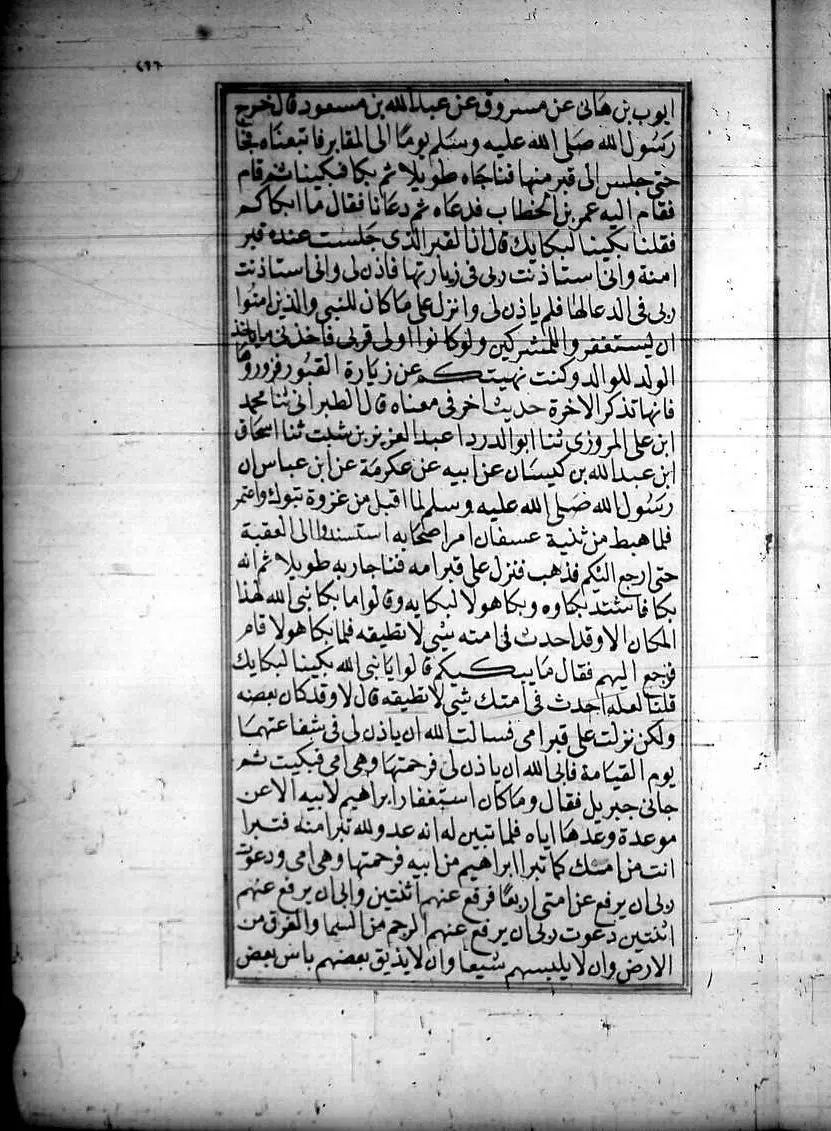 ٤٩٦
ايوب بن هانى عن مسروق عن عبد الله بن مسعود قال خرج
رسول الله صلى الله عليه وسلم يوما الى المقابر فاتبعناه فجا
حتى جلس الى قبر منها فناجاه طويلا ثم بكا فبكينا ثم قام
فقام اليه عمر بن الخطاب فدعاه ثم دعانا فقال ما ابكاكم
فقلنا بكينا لبكايك قال ان القبر الذى جلست عنده قبر
امنة وانى استاذنت ربى فى زيارتها فاذن لى وانى استاذنت
ربى فى الدعا لها فلم ياذن لى وانزل على ما كان للنبى والذين امنوا
ان يستغفروا للمشركين ولو كانوا اولى قربى فاخذنى ما ياخذ
الولد للوالد وكنت نهيتكم عن زيارة القبور فزوروها
فانها تذكر الاخرة حديث اخر فى معناه قال الطبرانى ثنا محمد
ابن على المروزى ثنا ابو الدردا عبد العزيز بن شبت ثنا اسحاق
ابن عبد الله بن كيسان عن ابيه عن عكرمة عن ابن عباس ان
رسول الله صلى الله عليه وسلم لما اقبل من غزوة تبوك واعتمر
فلما هبط من ثنية عسفان امر اصحابه استسندوا الى العقبة
حتى ارجع اليكم فذهب فنزل على قبر امه فناجا ربه طويلا ثم انه
بكا فاشتد بكاوه وبكا هولا لبكايه وقالوا ما بكا نبى الله لهذا
المكان الا وقد احدث فى امته شى لا نطيقه فلما بكا هولا قام
فرجع اليهم فقال ما يبكيكم قالوا يا نبى الله بكينا لبكايك
قلنا لعله احدث فى امتك شى لا نطيقه قال لا وقد كان بعضه
ولكن نزلت على قبر امى فسالت الله ان ياذن لى فى شفاعتها
يوم القيامة فابى الله ان ياذن لى فرحمتها وهى امى فبكيت ثم
جانى جبريل فقال وما كان استغفار ابراهيم لابيه الا عن
موعدة وعدها اياه فلما تبين له انه عدو لله تبرا منه فتبرا
انت من امك كما تبرا ابراهيم من ابيه فرحمتها وهى امى ودعوت
ربى ان يرفع عن امتى اربعا فرفع عنهم اثنتين وابى ان يرفع عنهم
اثنتين دعوت ربى ان يرفع عنهم الرجم من السما والغرق من
الارض وان لا يلبسهم شيعا وان لا يذيق بعضهم باس بعض